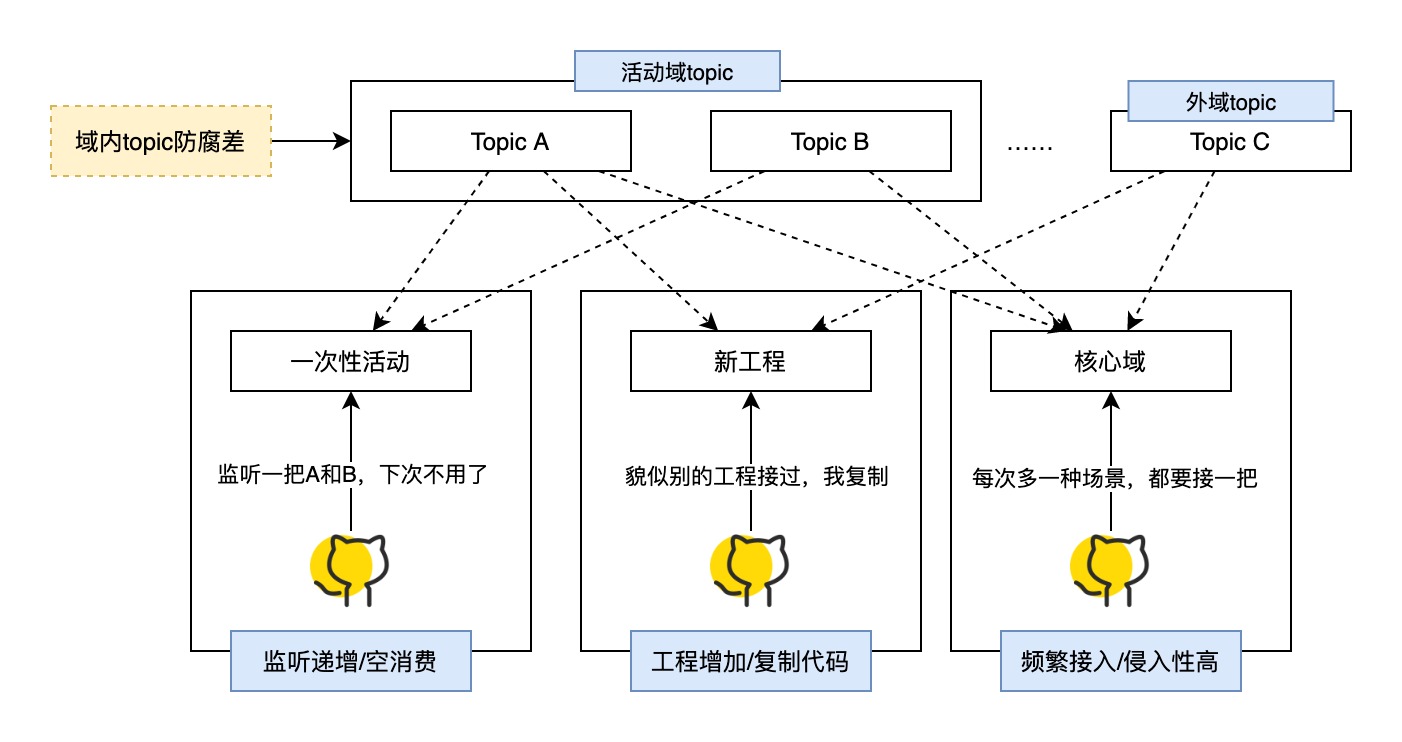 活动域topic
外域topic
域内topic防腐差
Topic A
Topic B
……
Topic C
一次性活动
新工程
核心域
监听一把A和B，下次不用了
貌似别的工程接过，我复制
每次多一种场景，都要接一把
监听递增/空消费
工程增加/复制代码
频繁接入/侵入性高